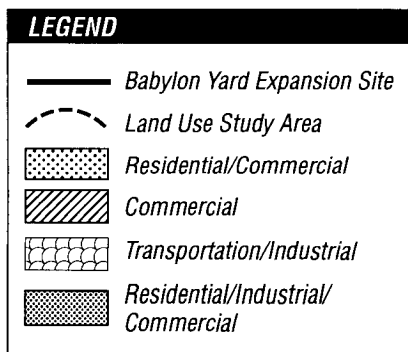 LEGEND
Babylon Yard Expansion Site
Land Use Study Area
Residential/Commercial
Commercial
Transportation/Industrial
Residential/Industrial/
Commercial